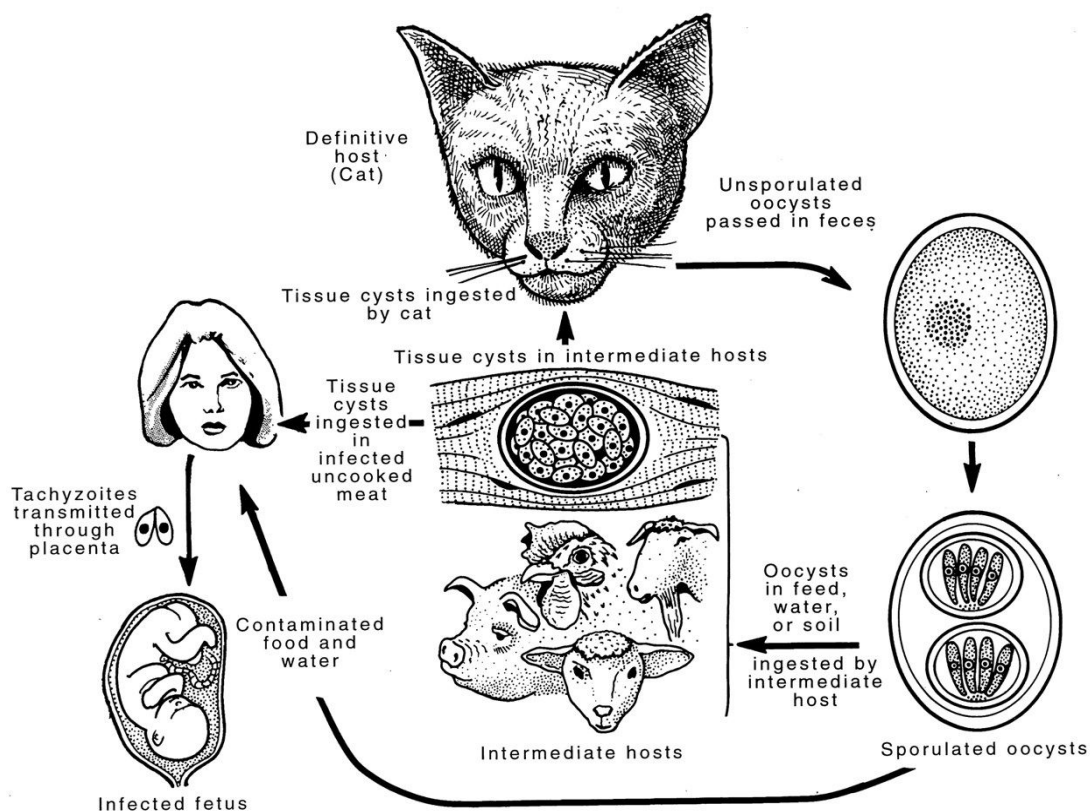 Definitive
host
(Cat)
Unsporulated
oocysts
passed in feces
Tissue cysts ingested
by cat
Tissue cysts in intermediate hosts
Tissue
cysts
ingested
in
infected
uncooked
meat
Tachyzoites
transmitted
through
placenta
Contaminated
food and
water
Oocysts
in feed,
water,
or soil
ingested by
intermediate
host
Intermediate hosts
Sporulated oocysts
Infected fetus